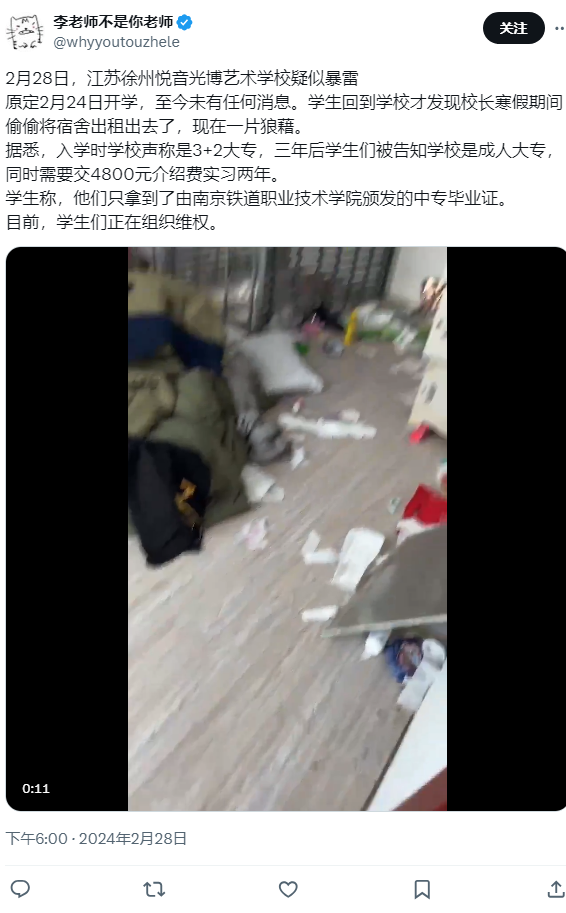 李老师不是你老师
@whyyoutouzhele
关注
2月28日，江苏徐州悦音光博艺术学校疑似暴雷
原定2月24日开学，至今未有任何消息。学生回到学校才发现校长寒假期间
偷偷将宿舍出租出去了，现在一片狼藉。
据悉，入学时学校声称是3+2大专，三年后学生们被告知学校是成人大专，
同时需要交4800元介绍费实习两年。
学生称，他们只拿到了由南京铁道职业技术学院颁发的中专毕业证。
目前，学生们正在组织维权。
0:11
下午6:00 · 2024年2月28日